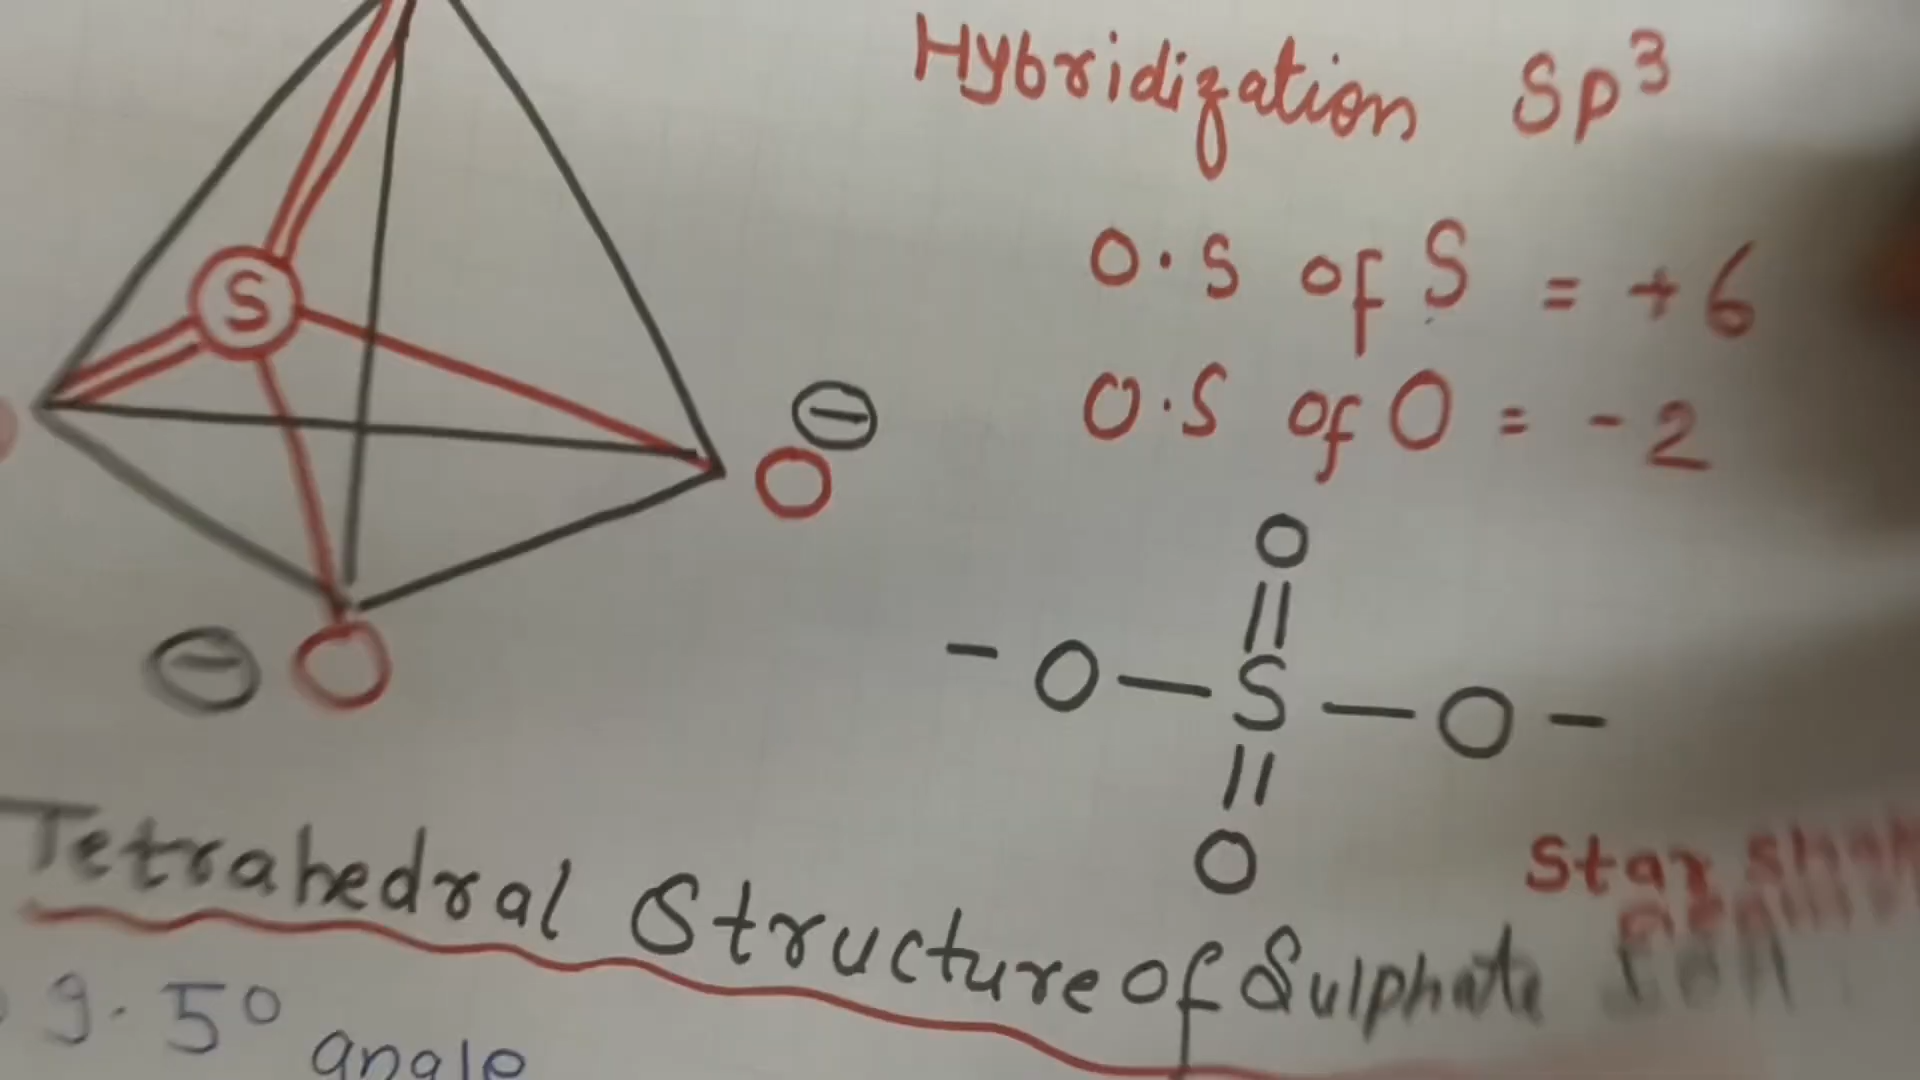 Hybridization Sp³
O.S of S = +6
O.S of O = -2
S
⊖
O
⊖ O
O
- O — S — O -
O
Star
Tetrahedral Structure of Sulphate
9.5° angle